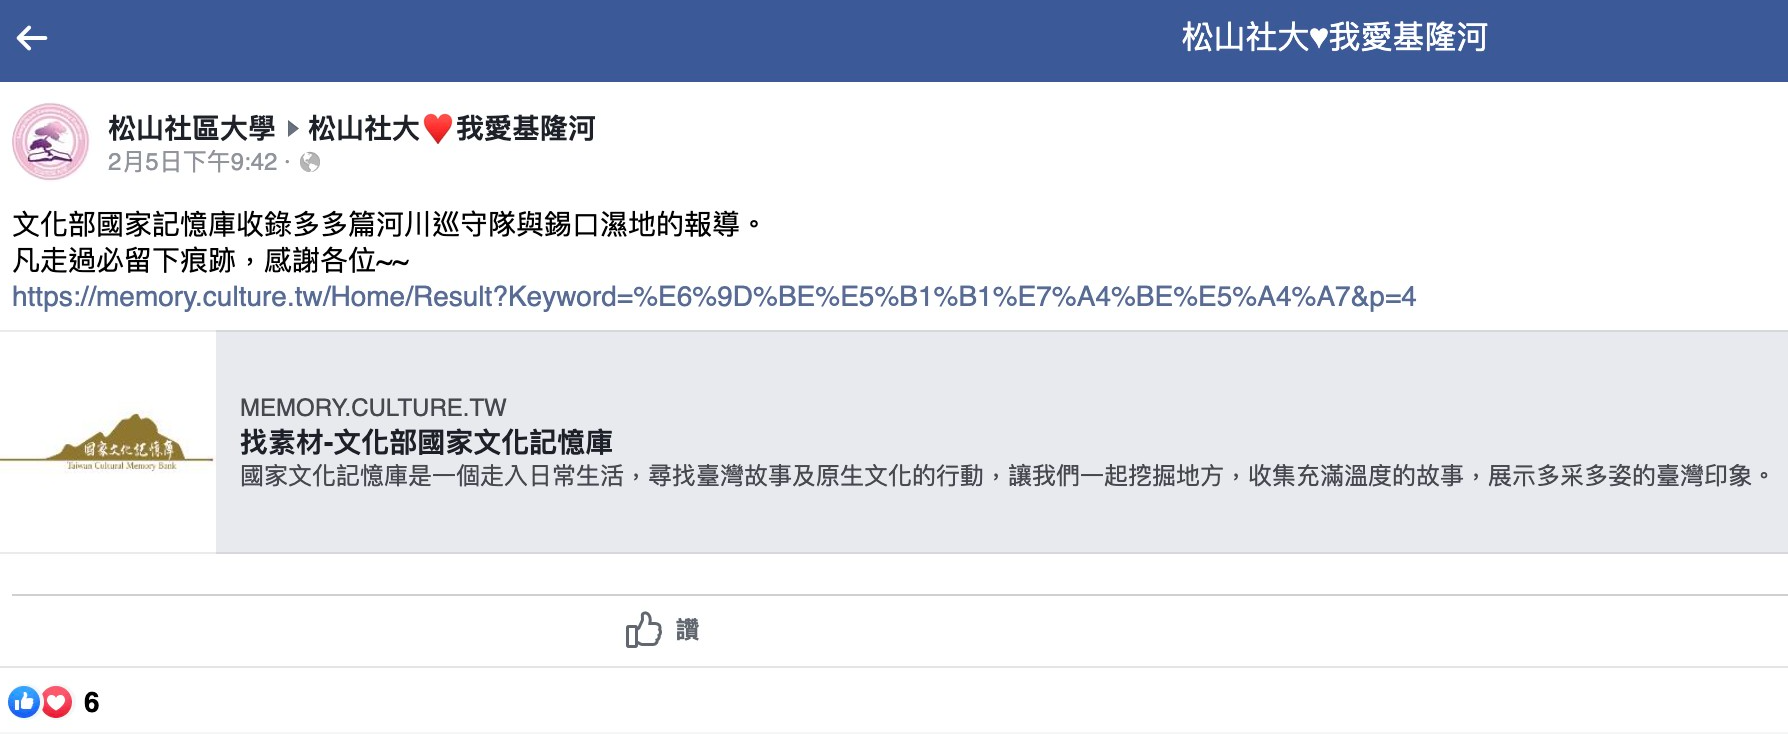 松山社大♥我愛基隆河
松山社區大學 ▸ 松山社大❤️我愛基隆河
2月5日下午9:42 ·
文化部國家記憶庫收錄多多篇河川巡守隊與錫口濕地的報導。
凡走過必留下痕跡，感謝各位~~
https://memory.culture.tw/Home/Result?Keyword=%E6%9D%BE%E5%B1%B1%E7%A4%BE%E5%A4%A7&p=4
國家文化記憶庫
Taiwan Cultural Memory Bank
MEMORY.CULTURE.TW
找素材-文化部國家文化記憶庫
國家文化記憶庫是一個走入日常生活，尋找臺灣故事及原生文化的行動，讓我們一起挖掘地方，收集充滿溫度的故事，展示多采多姿的臺灣印象。
讚
6